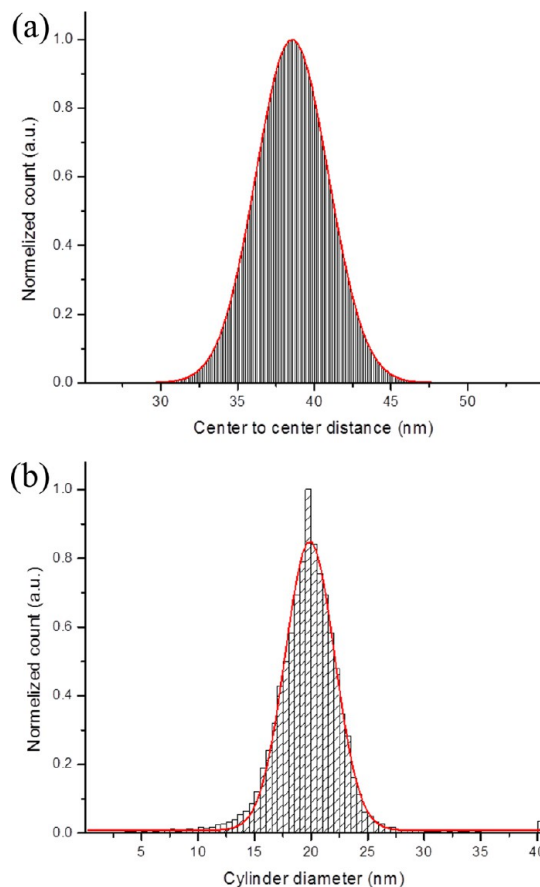 (a)
1.0
0.8
0.6
0.4
0.2
0.0
Normelized count (a.u.)
30 35 40 45 50
Center to center distance (nm)
(b)
1.0
0.8
0.6
0.4
0.2
0.0
Normelized count (a.u.)
5 10 15 20 25 30 35 40
Cylinder diameter (nm)